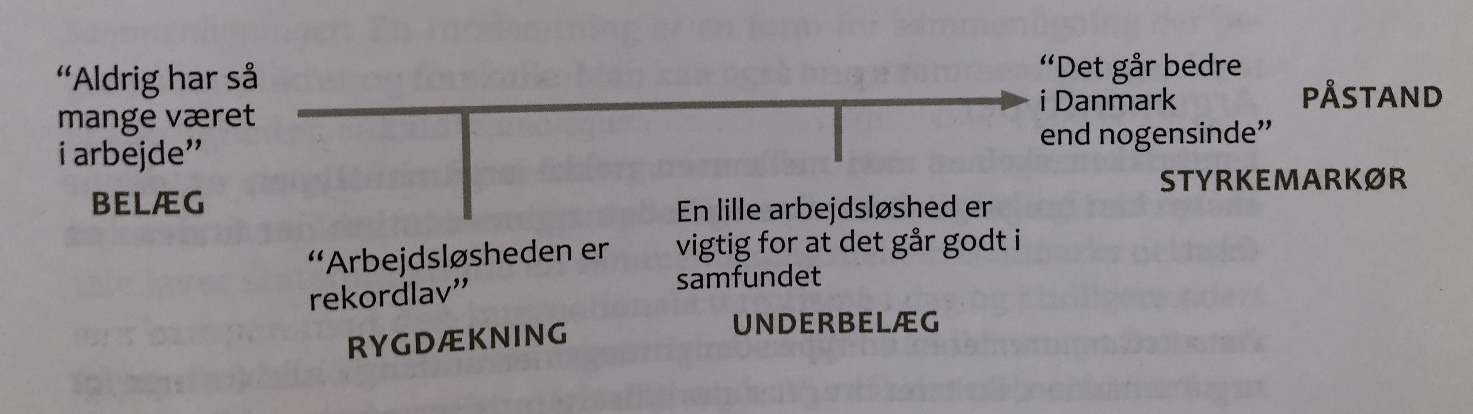 “Aldrig har så
mange været
i arbejde”
BELÆG
“Arbejdsløsheden er
rekordlav”
RYGDÆKNING
En lille arbejdsløshed er
vigtig for at det går godt i
samfundet
UNDERBELÆG
“Det går bedre
i Danmark
end nogensinde”
PÅSTAND
STYRKEMARKØR